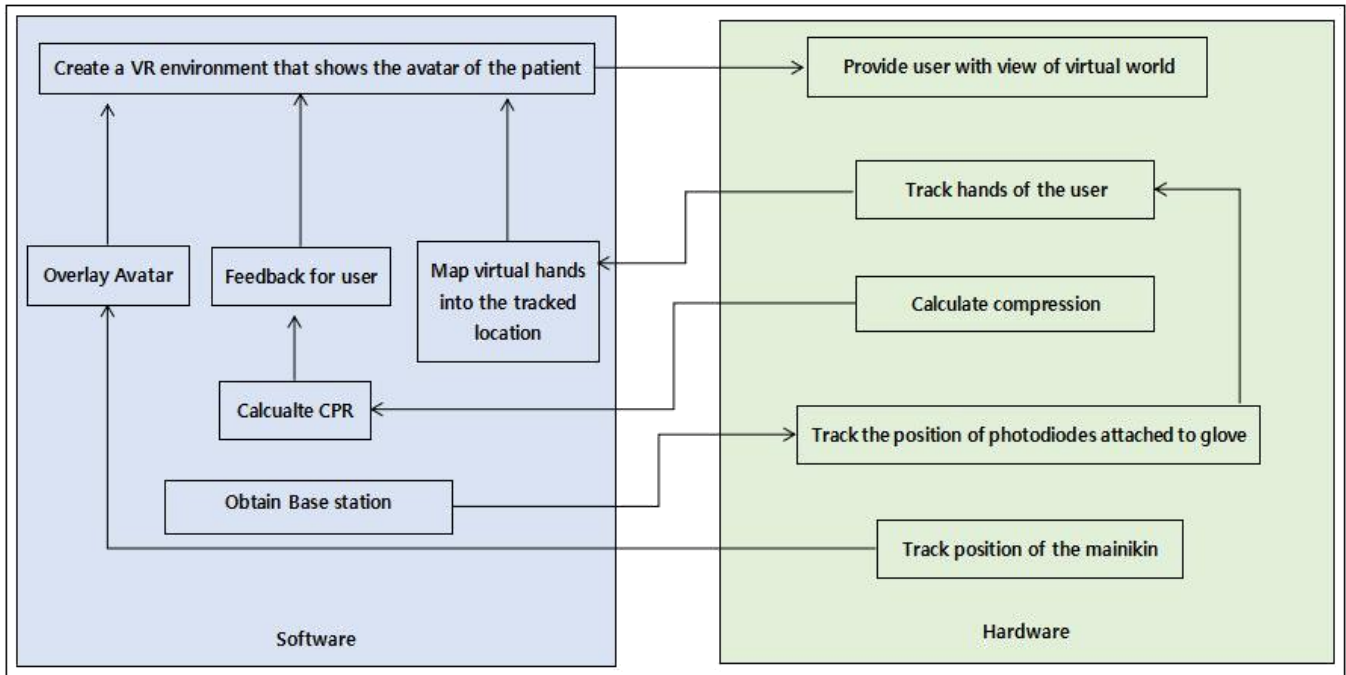 Create a VR environment that shows the avatar of the patient
Overlay Avatar
Feedback for user
Map virtual hands
into the tracked
location
Calcualte CPR
Obtain Base station
Software
Provide user with view of virtual world
Track hands of the user
Calculate compression
Track the position of photodiodes attached to glove
Track position of the mainikin
Hardware